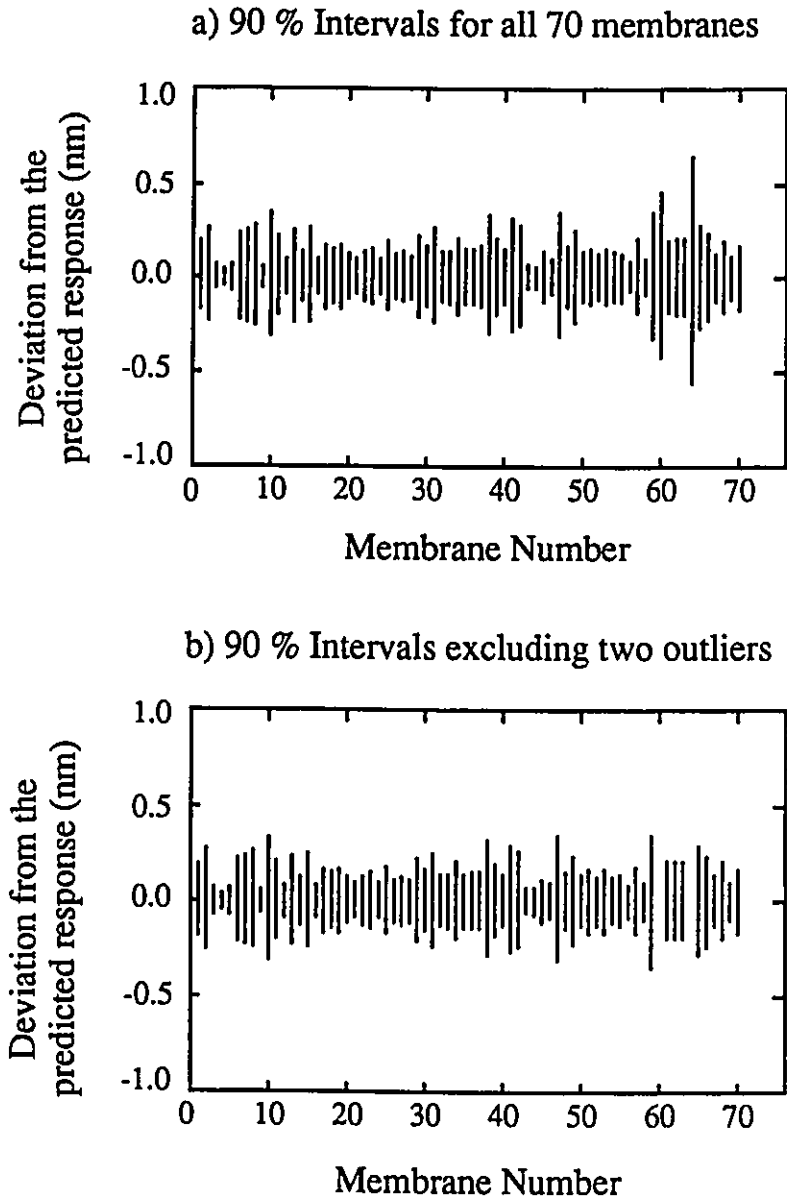 a) 90 % Intervals for all 70 membranes
Deviation from the
predicted response (nm)
1.0
0.5
0.0
-0.5
-1.0
0 10 20 30 40 50 60 70
Membrane Number
b) 90 % Intervals excluding two outliers
Deviation from the
predicted response (nm)
1.0
0.5
0.0
-0.5
-1.0
0 10 20 30 40 50 60 70
Membrane Number